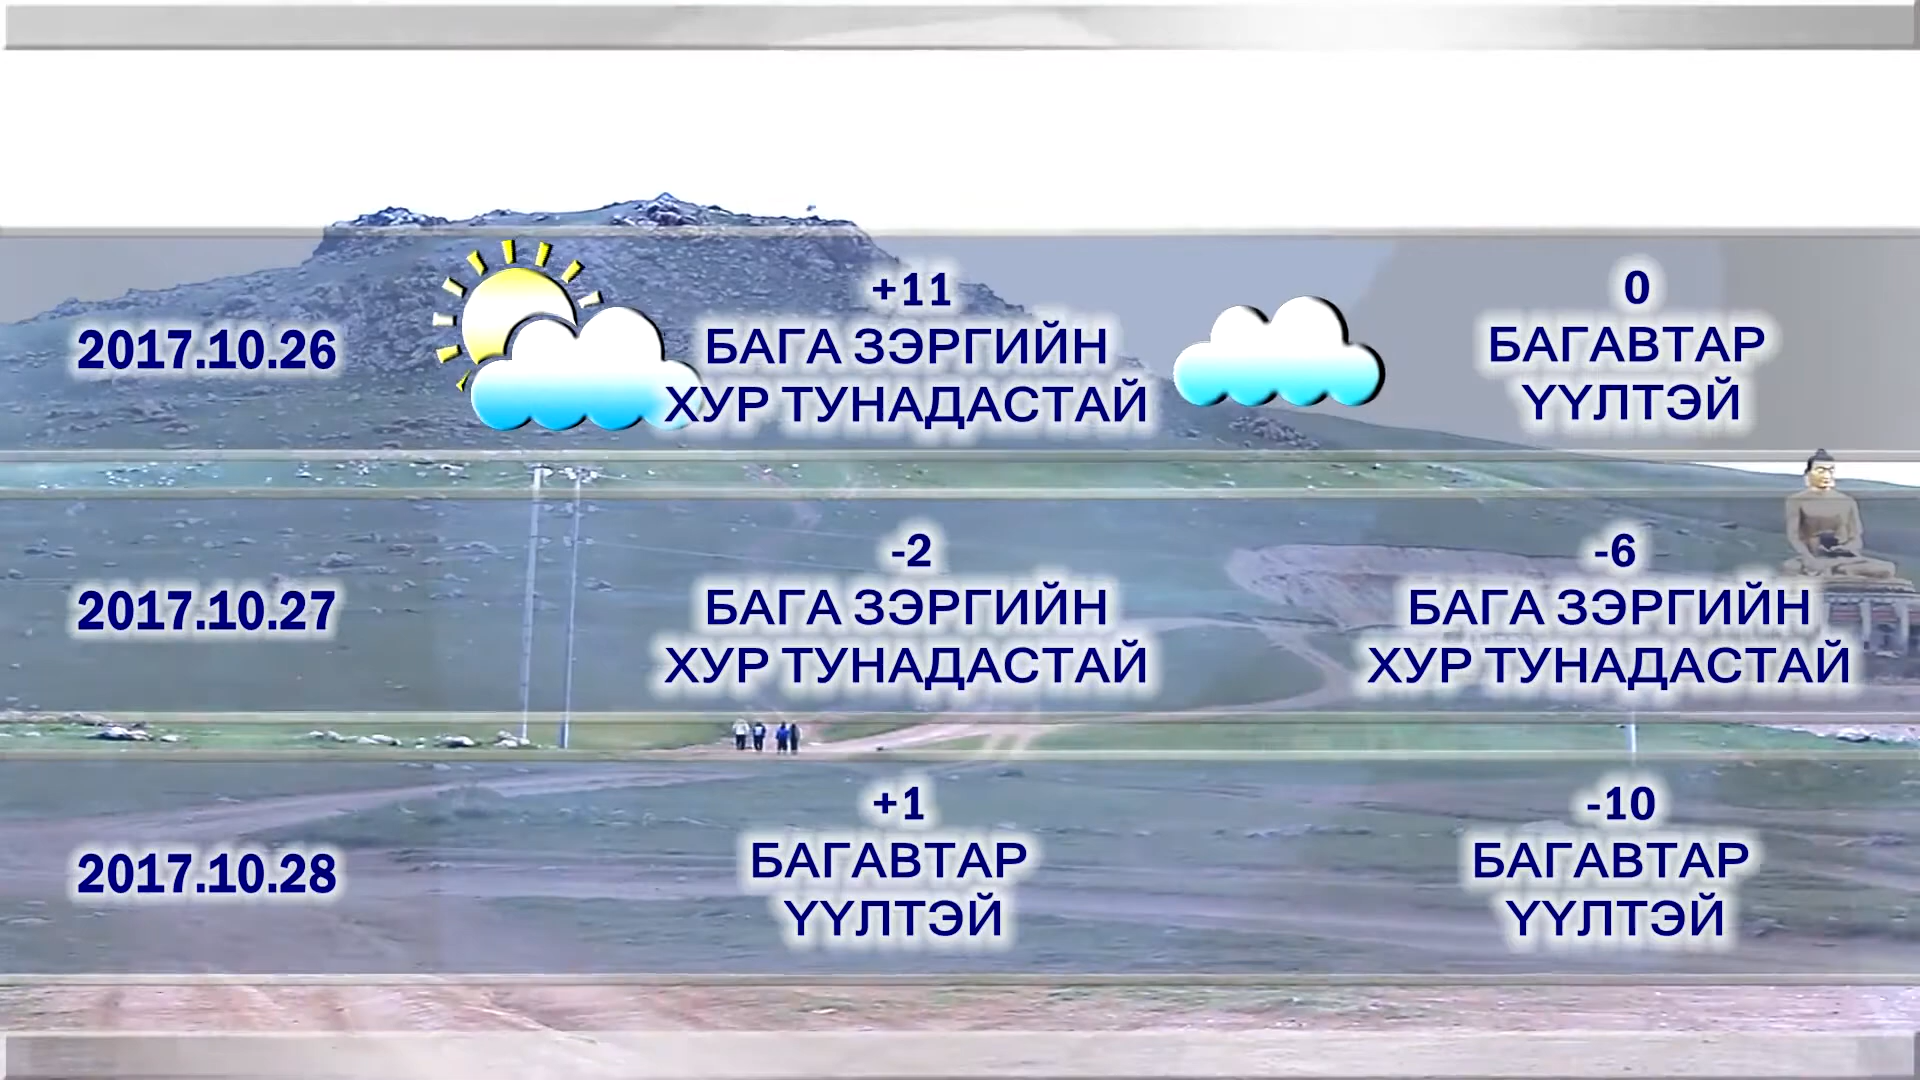 2017.10.26
+11
БАГА ЗЭРГИЙН
ХУР ТУНАДАСТАЙ
0
БАГАВТАР
ҮҮЛТЭЙ
2017.10.27
-2
БАГА ЗЭРГИЙН
ХУР ТУНАДАСТАЙ
-6
БАГА ЗЭРГИЙН
ХУР ТУНАДАСТАЙ
2017.10.28
+1
БАГАВТАР
ҮҮЛТЭЙ
-10
БАГАВТАР
ҮҮЛТЭЙ